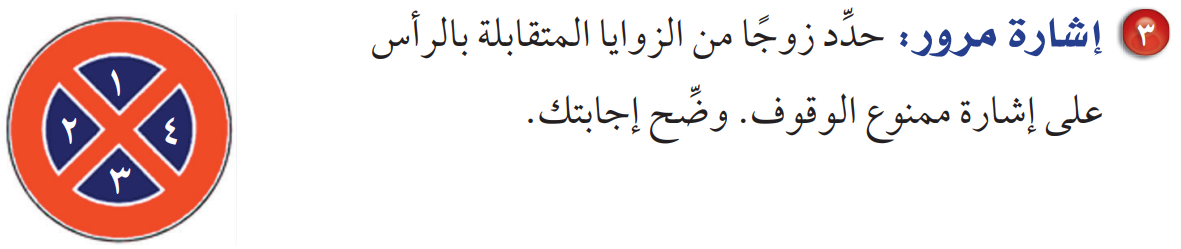 ٣ إشارة مرور: حدِّد زوجًا من الزوايا المتقابلة بالرأس
على إشارة ممنوع الوقوف. وضِّح إجابتك.
١
٢ ٤
٣